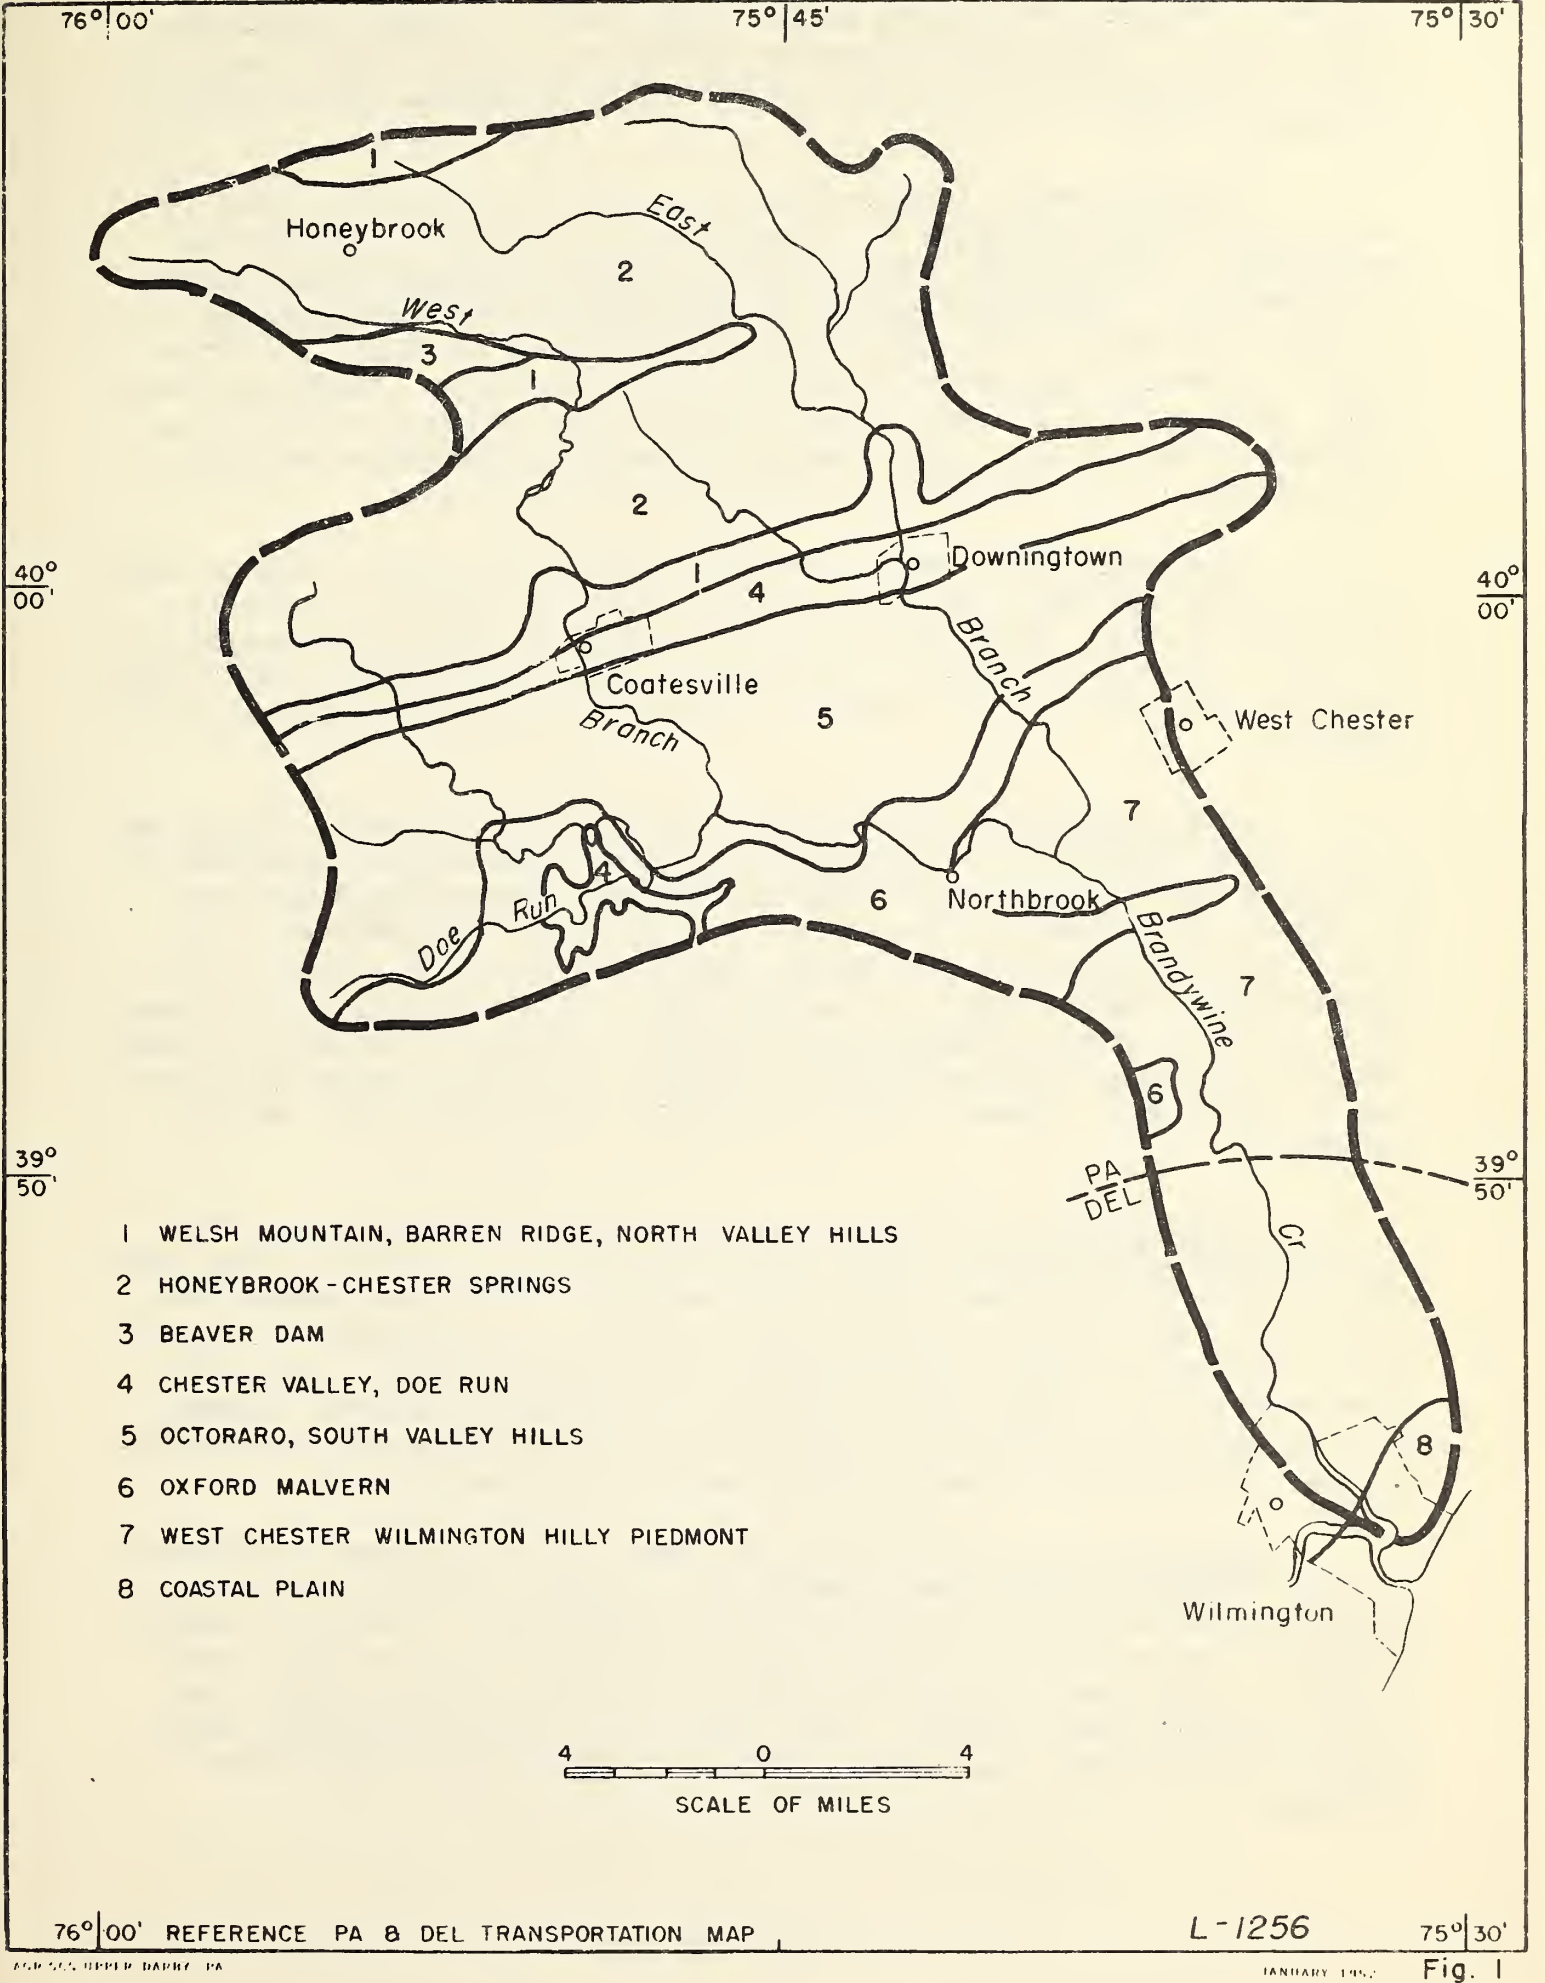 76° 00'
75° 45'
75° 30'
1
Honeybrook
East
2
West
3
1
2
40° 00'
1
4
Downingtown
40° 00'
Coatesville
Branch
Branch
5
West Chester
7
4
Doe Run
6
Northbrook
Brandywine
7
6
39° 50'
PA
DEL
39° 50'
Cr
8
Wilmington
1 WELSH MOUNTAIN, BARREN RIDGE, NORTH VALLEY HILLS
2 HONEYBROOK-CHESTER SPRINGS
3 BEAVER DAM
4 CHESTER VALLEY, DOE RUN
5 OCTORARO, SOUTH VALLEY HILLS
6 OXFORD MALVERN
7 WEST CHESTER WILMINGTON HILLY PIEDMONT
8 COASTAL PLAIN
4 0 4
SCALE OF MILES
76° 00' REFERENCE PA & DEL TRANSPORTATION MAP
L-1256
75° 30'
UPPER DARBY PA
JANUARY
Fig. 1